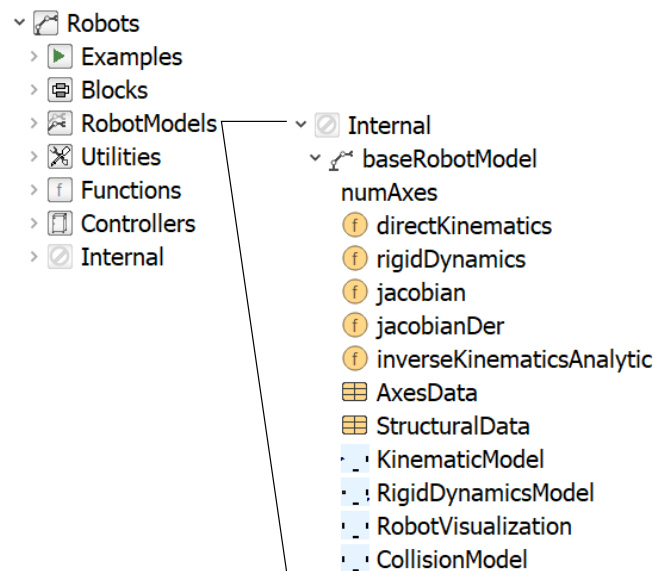 Robots
Examples
Blocks
RobotModels
Utilities
Functions
Controllers
Internal
Internal
baseRobotModel
numAxes
f directKinematics
f rigidDynamics
f jacobian
f jacobianDer
f inverseKinematicsAnalytic
AxesData
StructuralData
KinematicModel
RigidDynamicsModel
RobotVisualization
CollisionModel